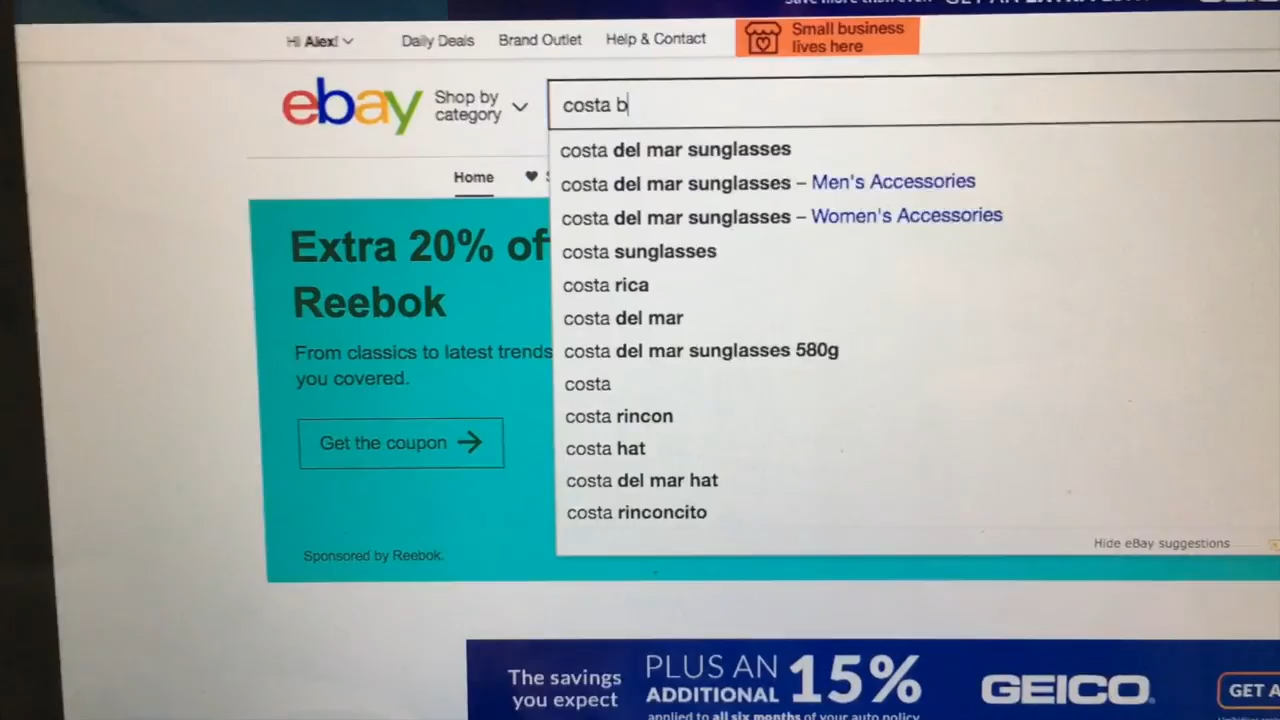 Hi Alex!
Daily Deals
Brand Outlet
Help & Contact
Small business
lives here
ebay
Shop by
category
costa b
costa del mar sunglasses
costa del mar sunglasses – Men's Accessories
costa del mar sunglasses – Women's Accessories
costa sunglasses
costa rica
costa del mar
costa del mar sunglasses 580g
costa
costa rincon
costa hat
costa del mar hat
costa rinconcito
Hide eBay suggestions
Home
Extra 20% of
Reebok
From classics to latest trends
you covered.
Get the coupon
Sponsored by Reebok.
The savings
you expect
PLUS AN
ADDITIONAL
15%
applied to all six months of your auto policy
GEICO
GET A